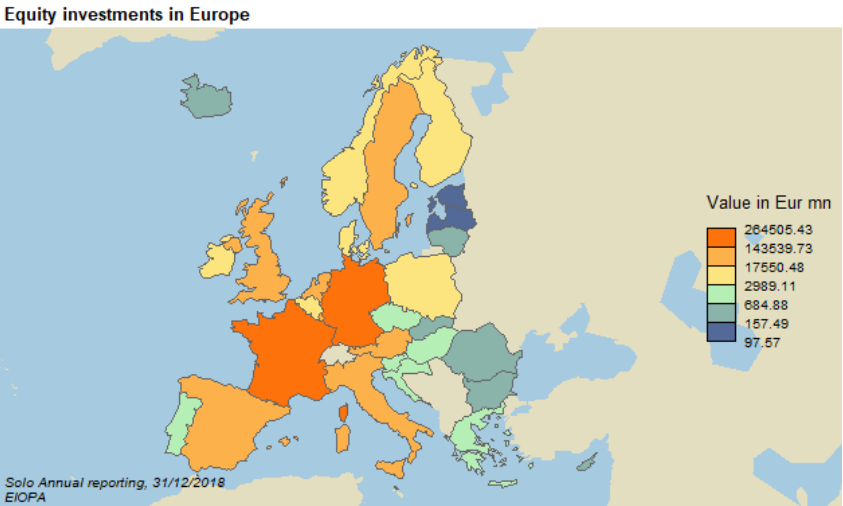 Equity investments in Europe
Value in Eur mn
264505.43
143539.73
17550.48
2989.11
684.88
157.49
97.57
Solo Annual reporting, 31/12/2018
EIOPA